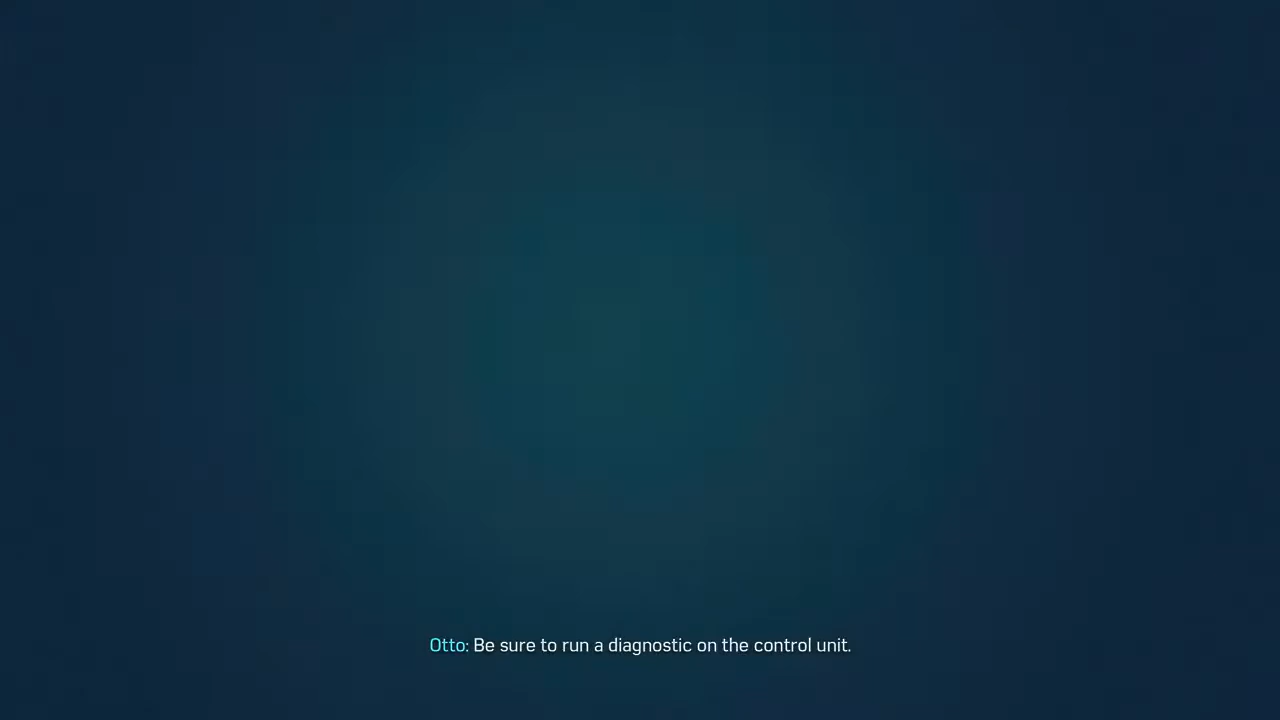 Otto: Be sure to run a diagnostic on the control unit.